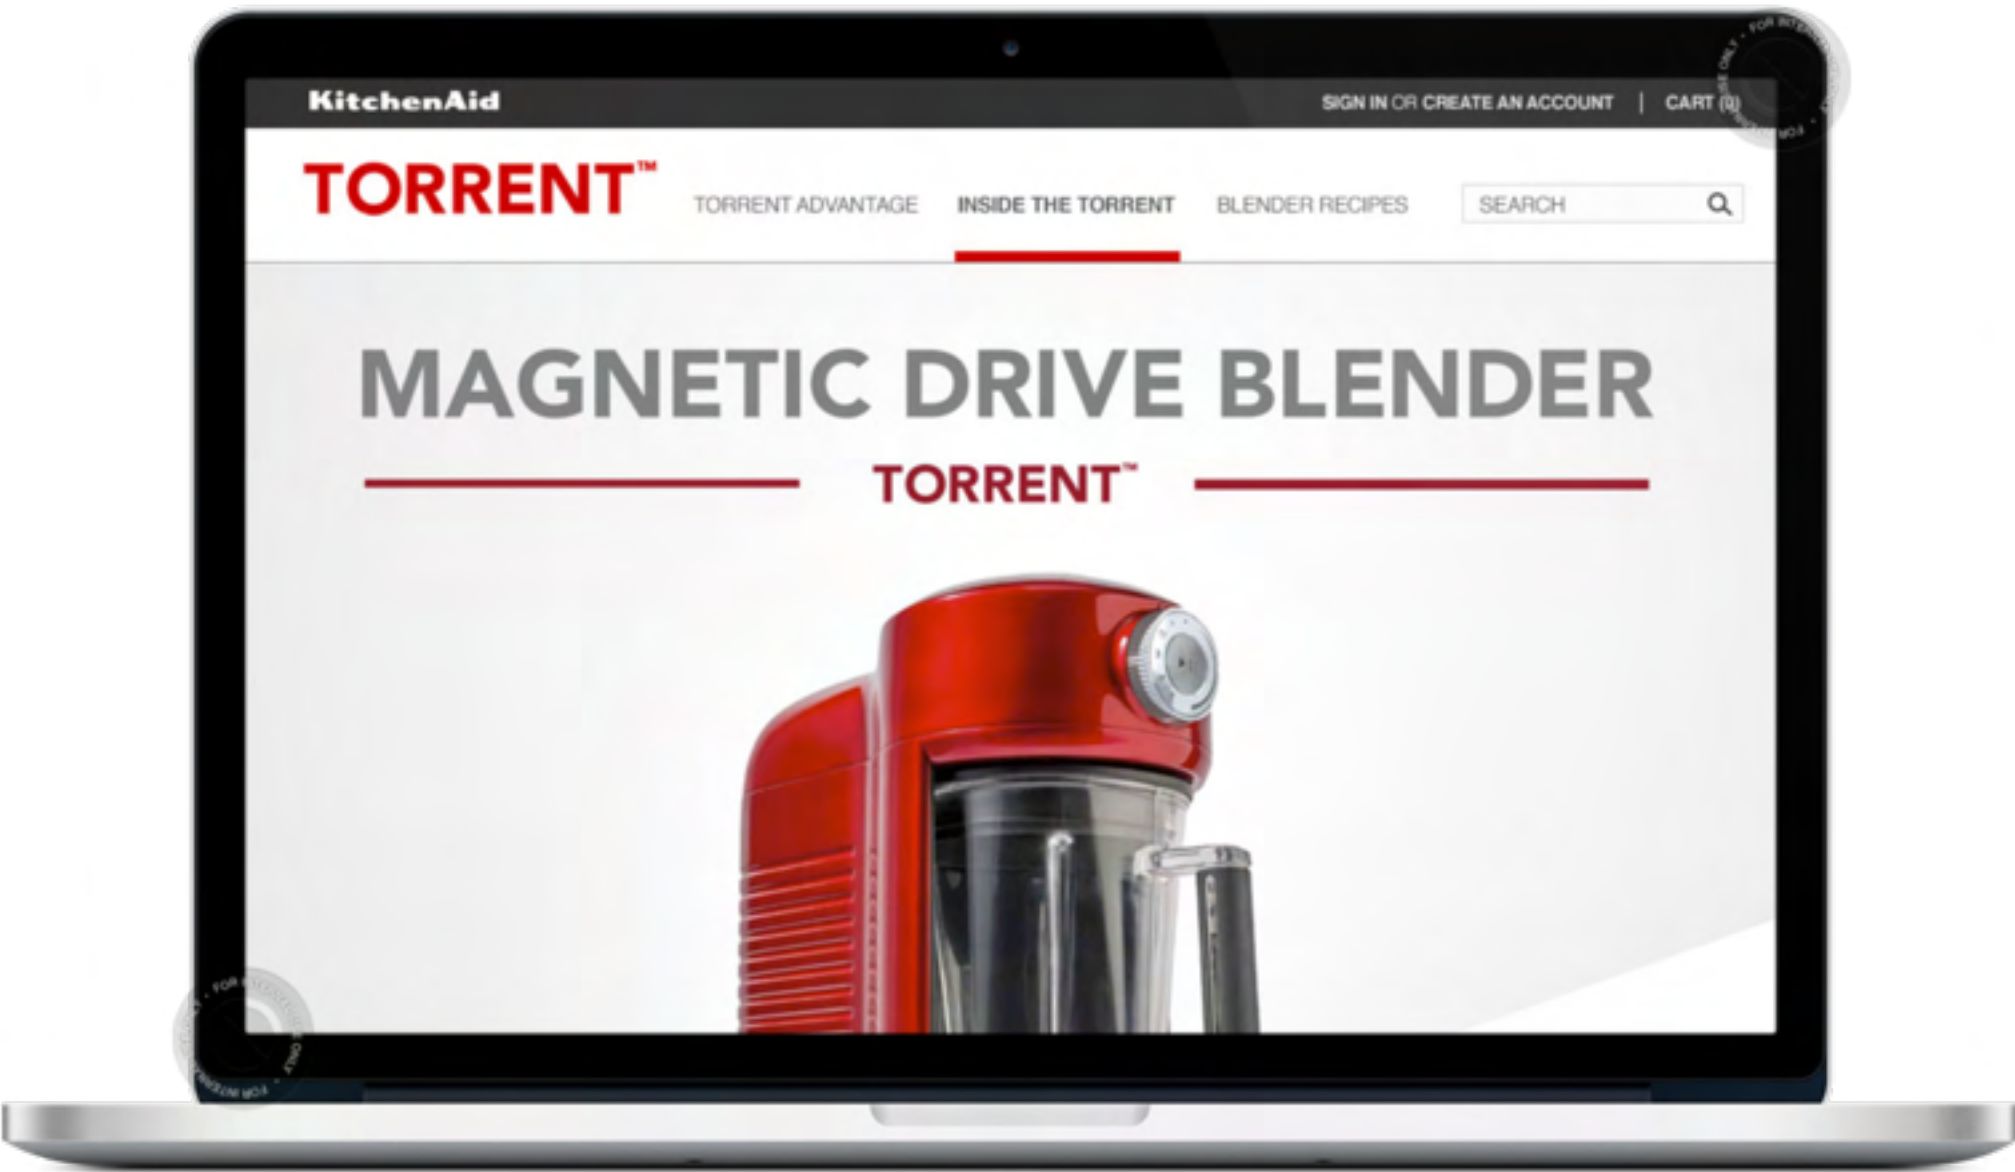 KitchenAid
SIGN IN OR CREATE AN ACCOUNT | CART (0)
TORRENT™
TORRENT ADVANTAGE
INSIDE THE TORRENT
BLENDER RECIPES
SEARCH
MAGNETIC DRIVE BLENDER
TORRENT™